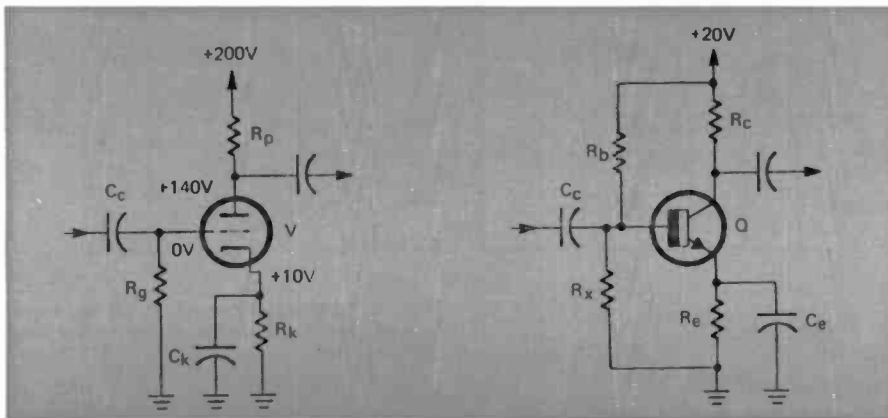 +200V
Rp
Cc
+140V
V
0V
+10V
Rg
Ck
Rk
+20V
Rb
Rc
Cc
Q
Rx
Re
Ce